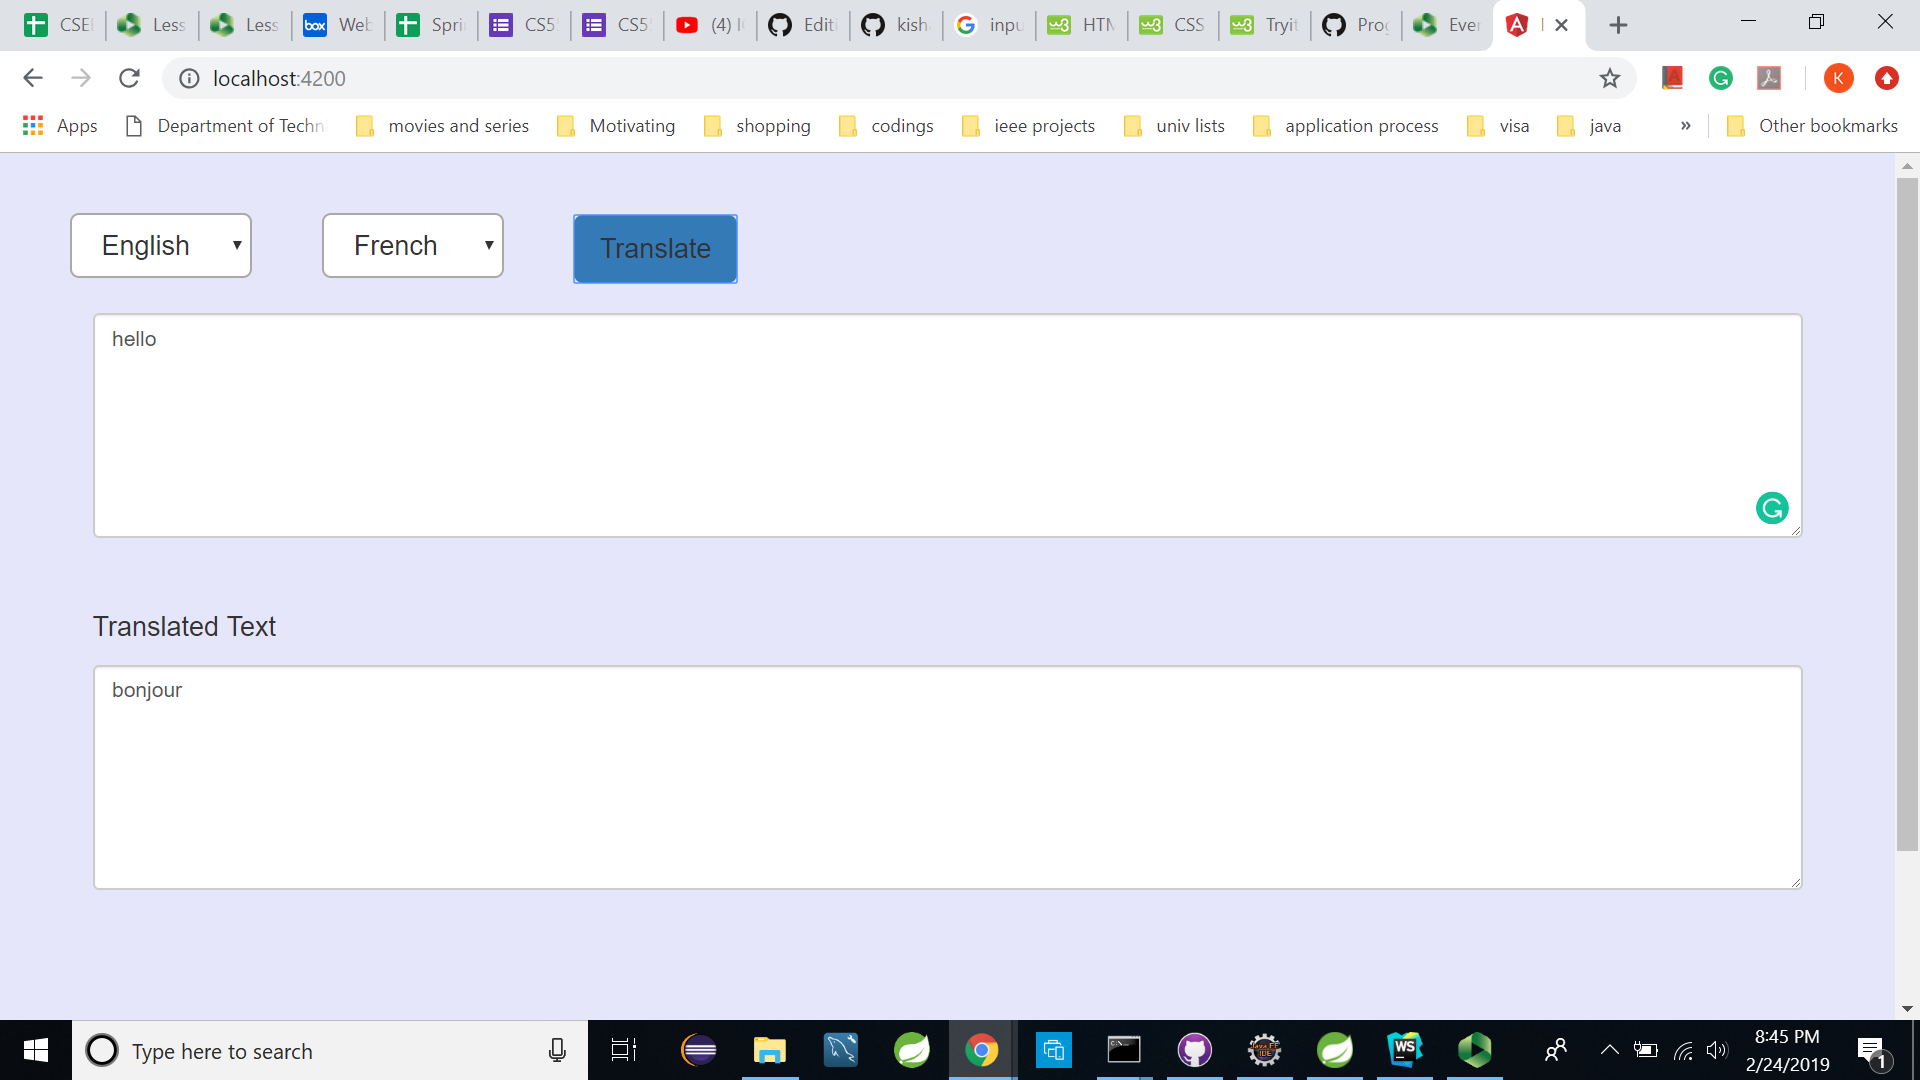 CSE Less Less Web Spri CS5 CS5 (4) Editi kish inpu HTM CSS Tryit Prog Ever
localhost:4200
Apps Department of Techn movies and series Motivating shopping codings ieee projects univ lists application process visa java » Other bookmarks
English French Translate
hello
Translated Text
bonjour
Type here to search
8:45 PM
2/24/2019
1